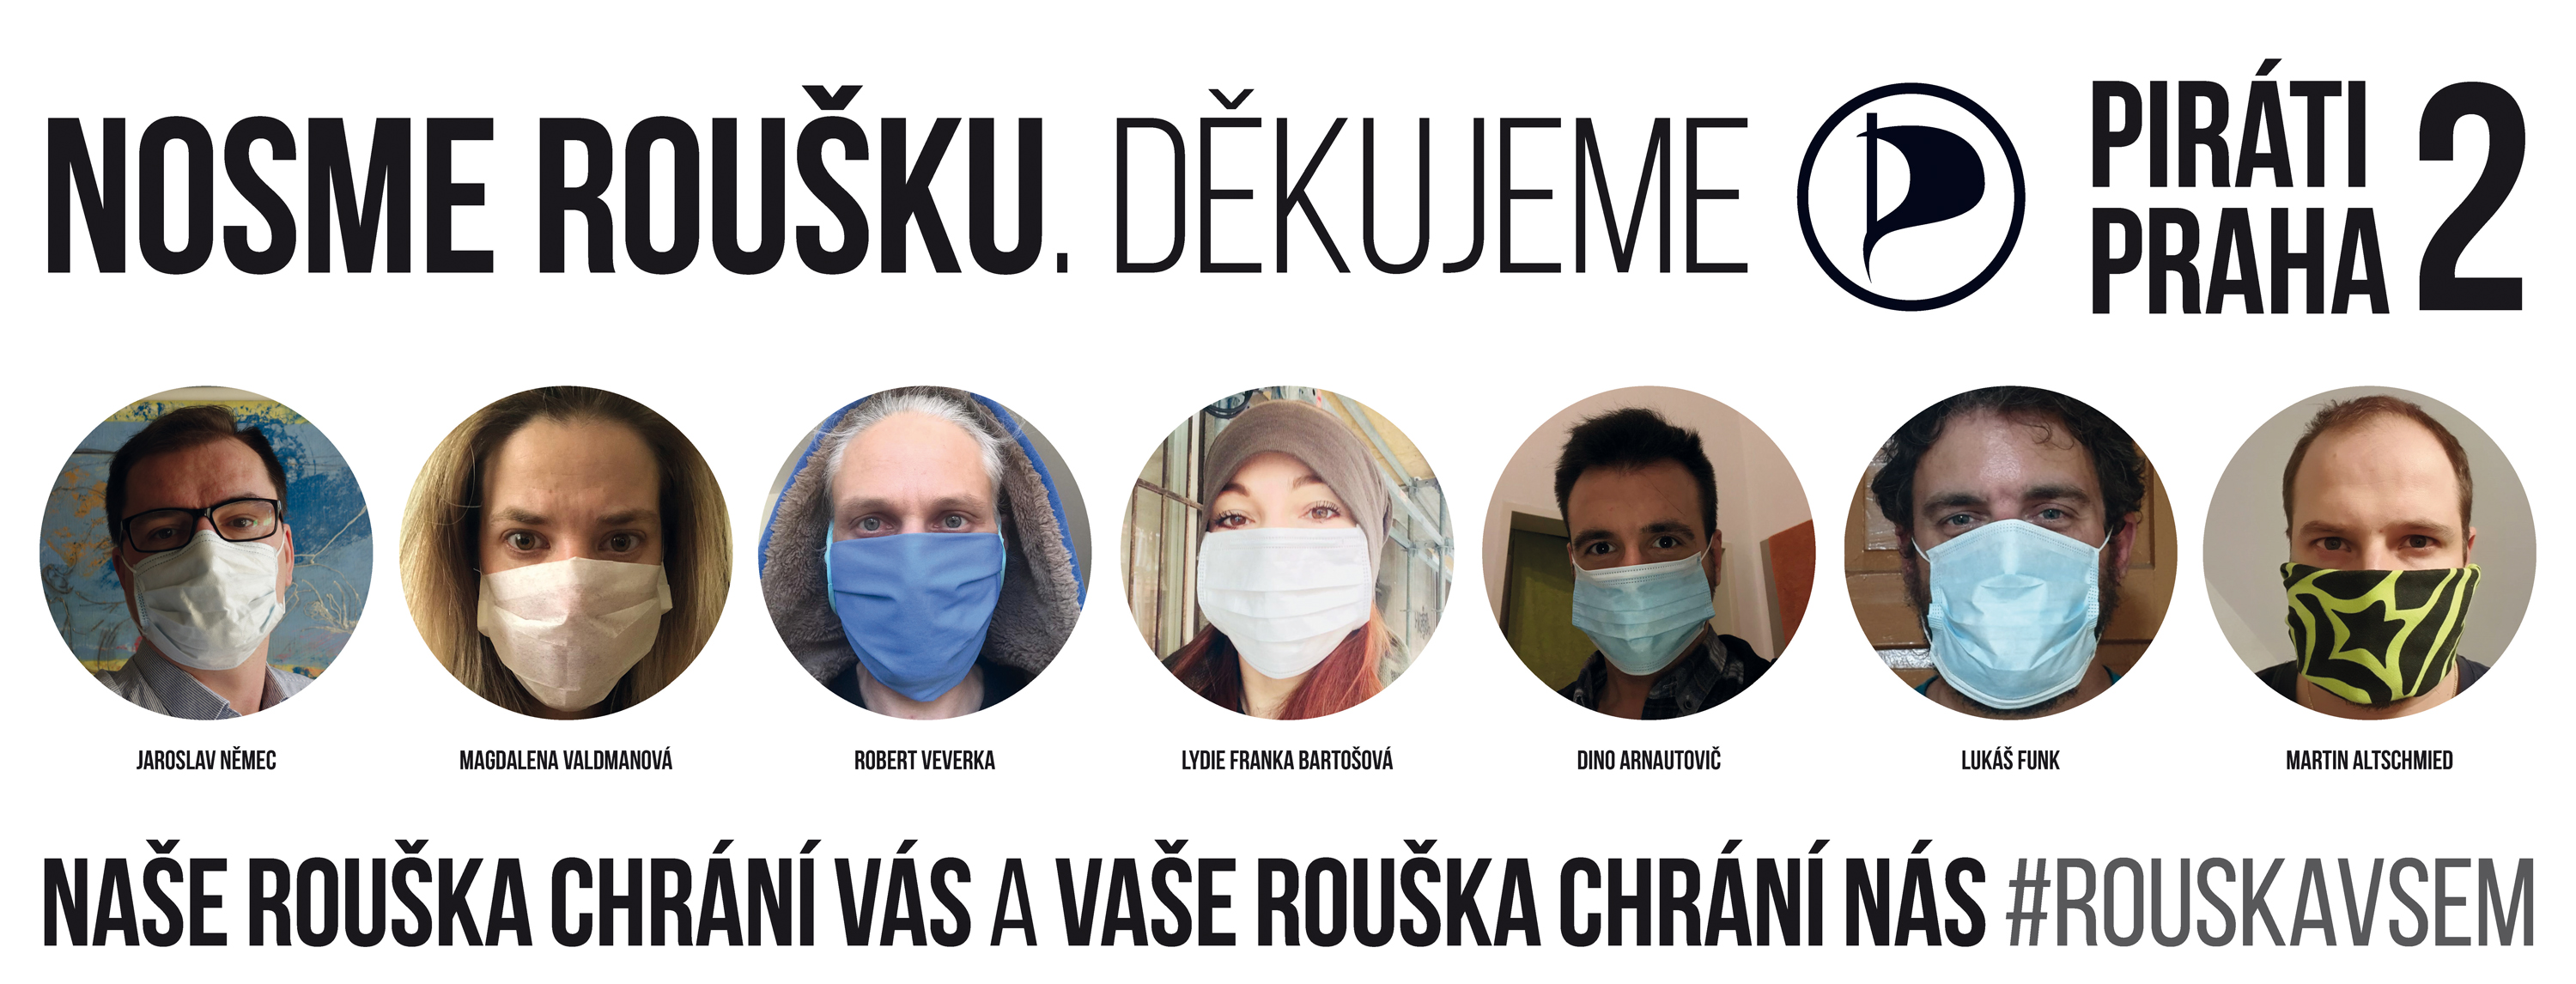 NOSME ROUŠKU. DĚKUJEME
PIRÁTI
PRAHA 2
JAROSLAV NĚMEC
MAGDALENA VALDMANOVÁ
ROBERT VEVERKA
LYDIE FRANKA BARTOŠOVÁ
DINO ARNAUTOVIČ
LUKÁŠ FUNK
MARTIN ALTSCHMIED
NAŠE ROUŠKA CHRÁNÍ VÁS A VAŠE ROUŠKA CHRÁNÍ NÁS #ROUSKAVSEM